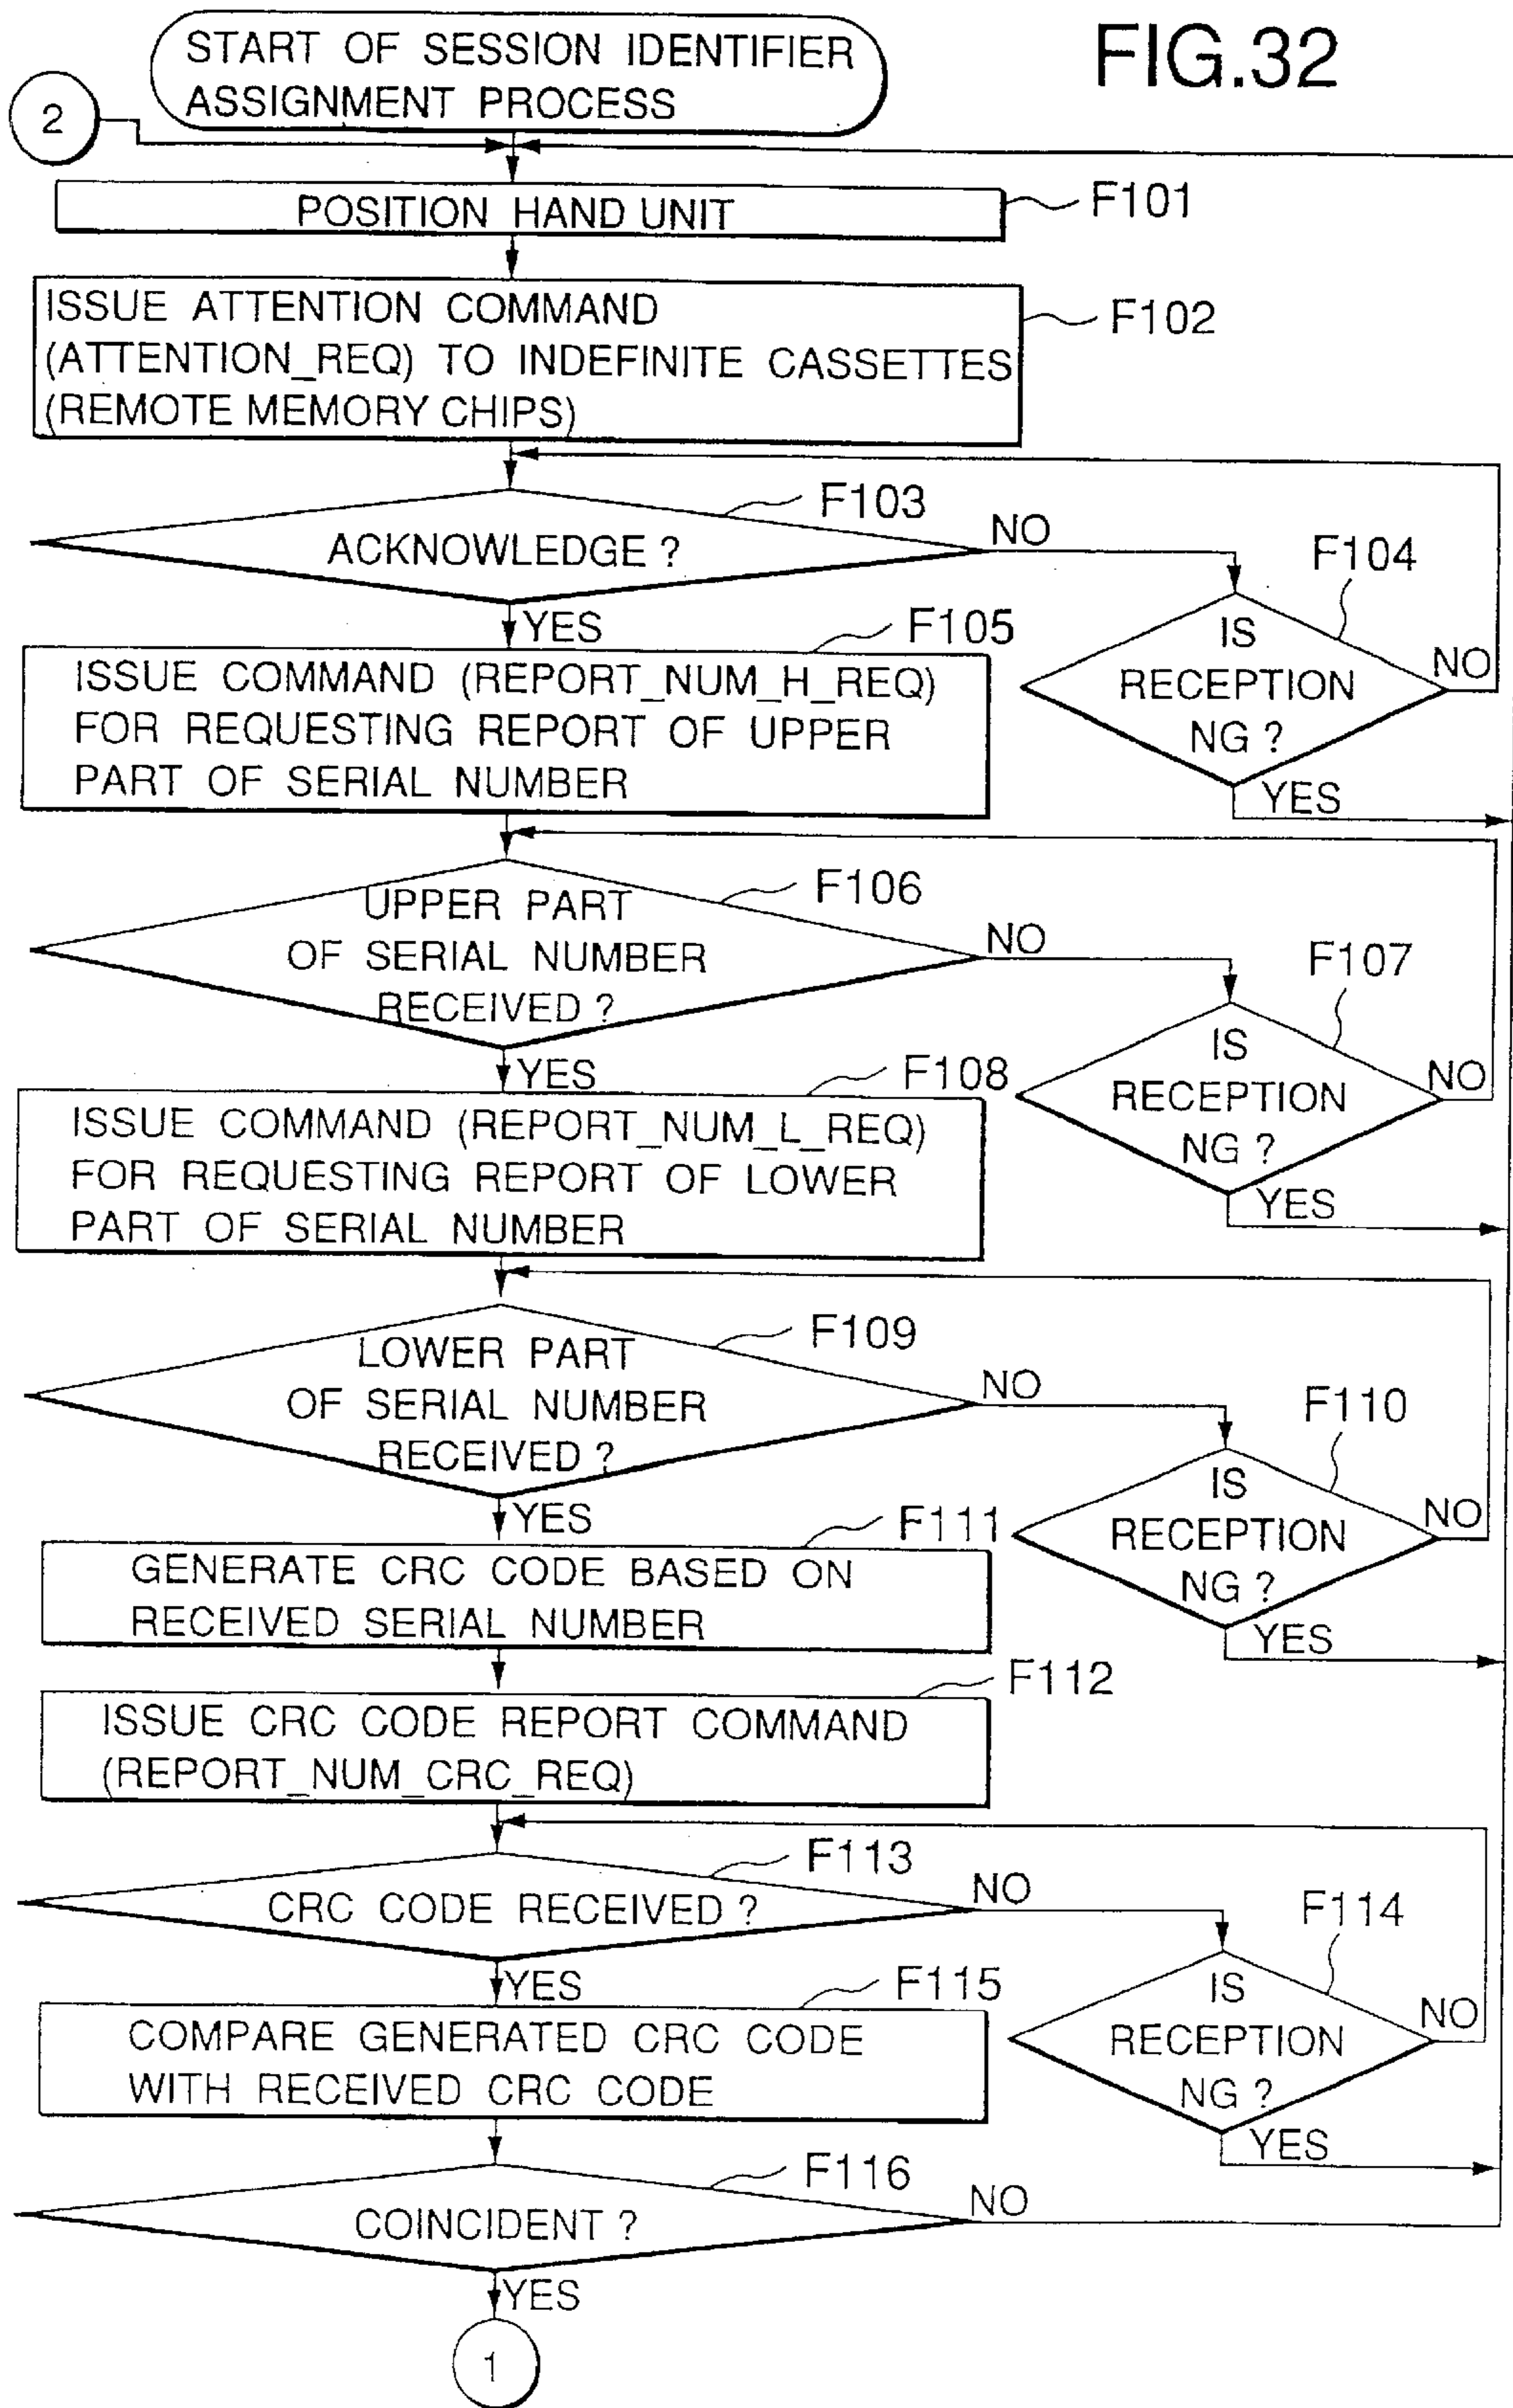 FIG.32
START OF SESSION IDENTIFIER
ASSIGNMENT PROCESS
2
POSITION HAND UNIT
F101
ISSUE ATTENTION COMMAND
(ATTENTION_REQ) TO INDEFINITE CASSETTES
(REMOTE MEMORY CHIPS)
F102
F103
ACKNOWLEDGE ?
NO
F104
IS
RECEPTION
NG ?
NO
YES
YES
F105
ISSUE COMMAND (REPORT_NUM_H_REQ)
FOR REQUESTING REPORT OF UPPER
PART OF SERIAL NUMBER
F106
UPPER PART
OF SERIAL NUMBER
RECEIVED ?
NO
F107
IS
RECEPTION
NG ?
NO
YES
YES
F108
ISSUE COMMAND (REPORT_NUM_L_REQ)
FOR REQUESTING REPORT OF LOWER
PART OF SERIAL NUMBER
F109
LOWER PART
OF SERIAL NUMBER
RECEIVED ?
NO
F110
IS
RECEPTION
NG ?
NO
YES
YES
F111
GENERATE CRC CODE BASED ON
RECEIVED SERIAL NUMBER
F112
ISSUE CRC CODE REPORT COMMAND
(REPORT_NUM_CRC_REQ)
F113
CRC CODE RECEIVED ?
NO
F114
IS
RECEPTION
NG ?
NO
YES
YES
F115
COMPARE GENERATED CRC CODE
WITH RECEIVED CRC CODE
F116
COINCIDENT ?
NO
YES
1